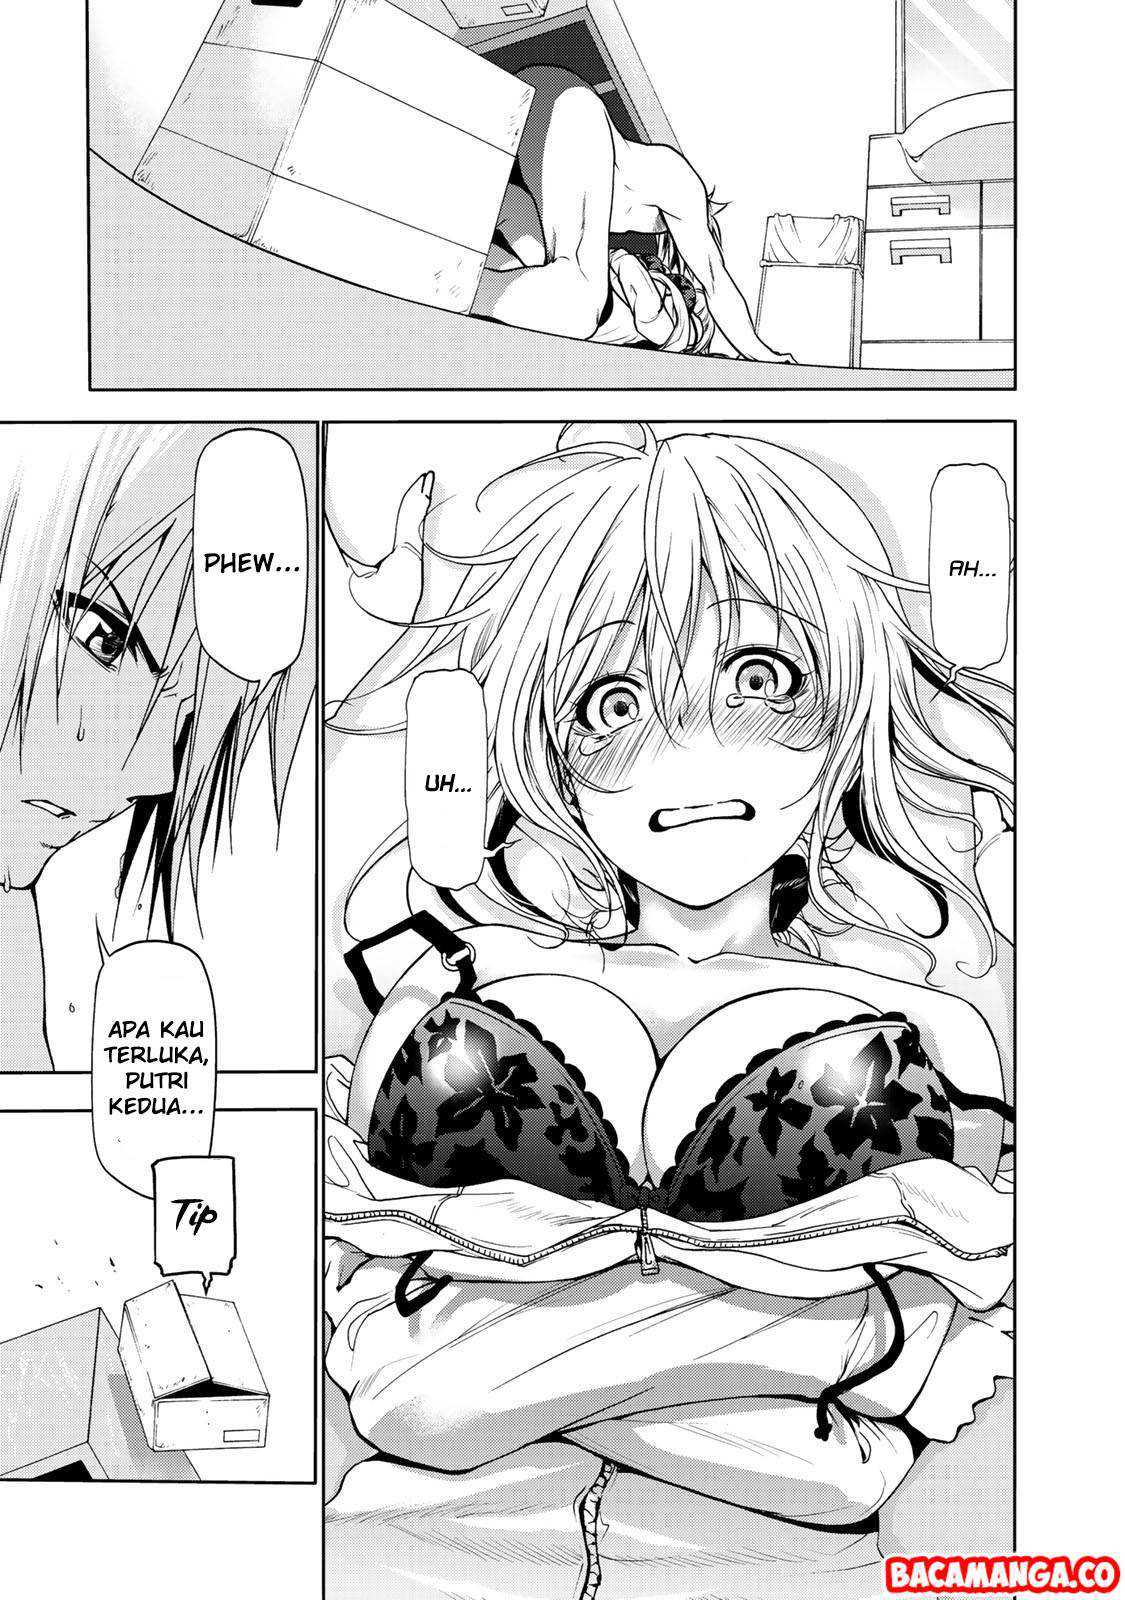 AH...
UH...
PHEW...
APA KAU
TERLUKA,
PUTRI
KEDUA...
Tip
BACAMANGA.CO